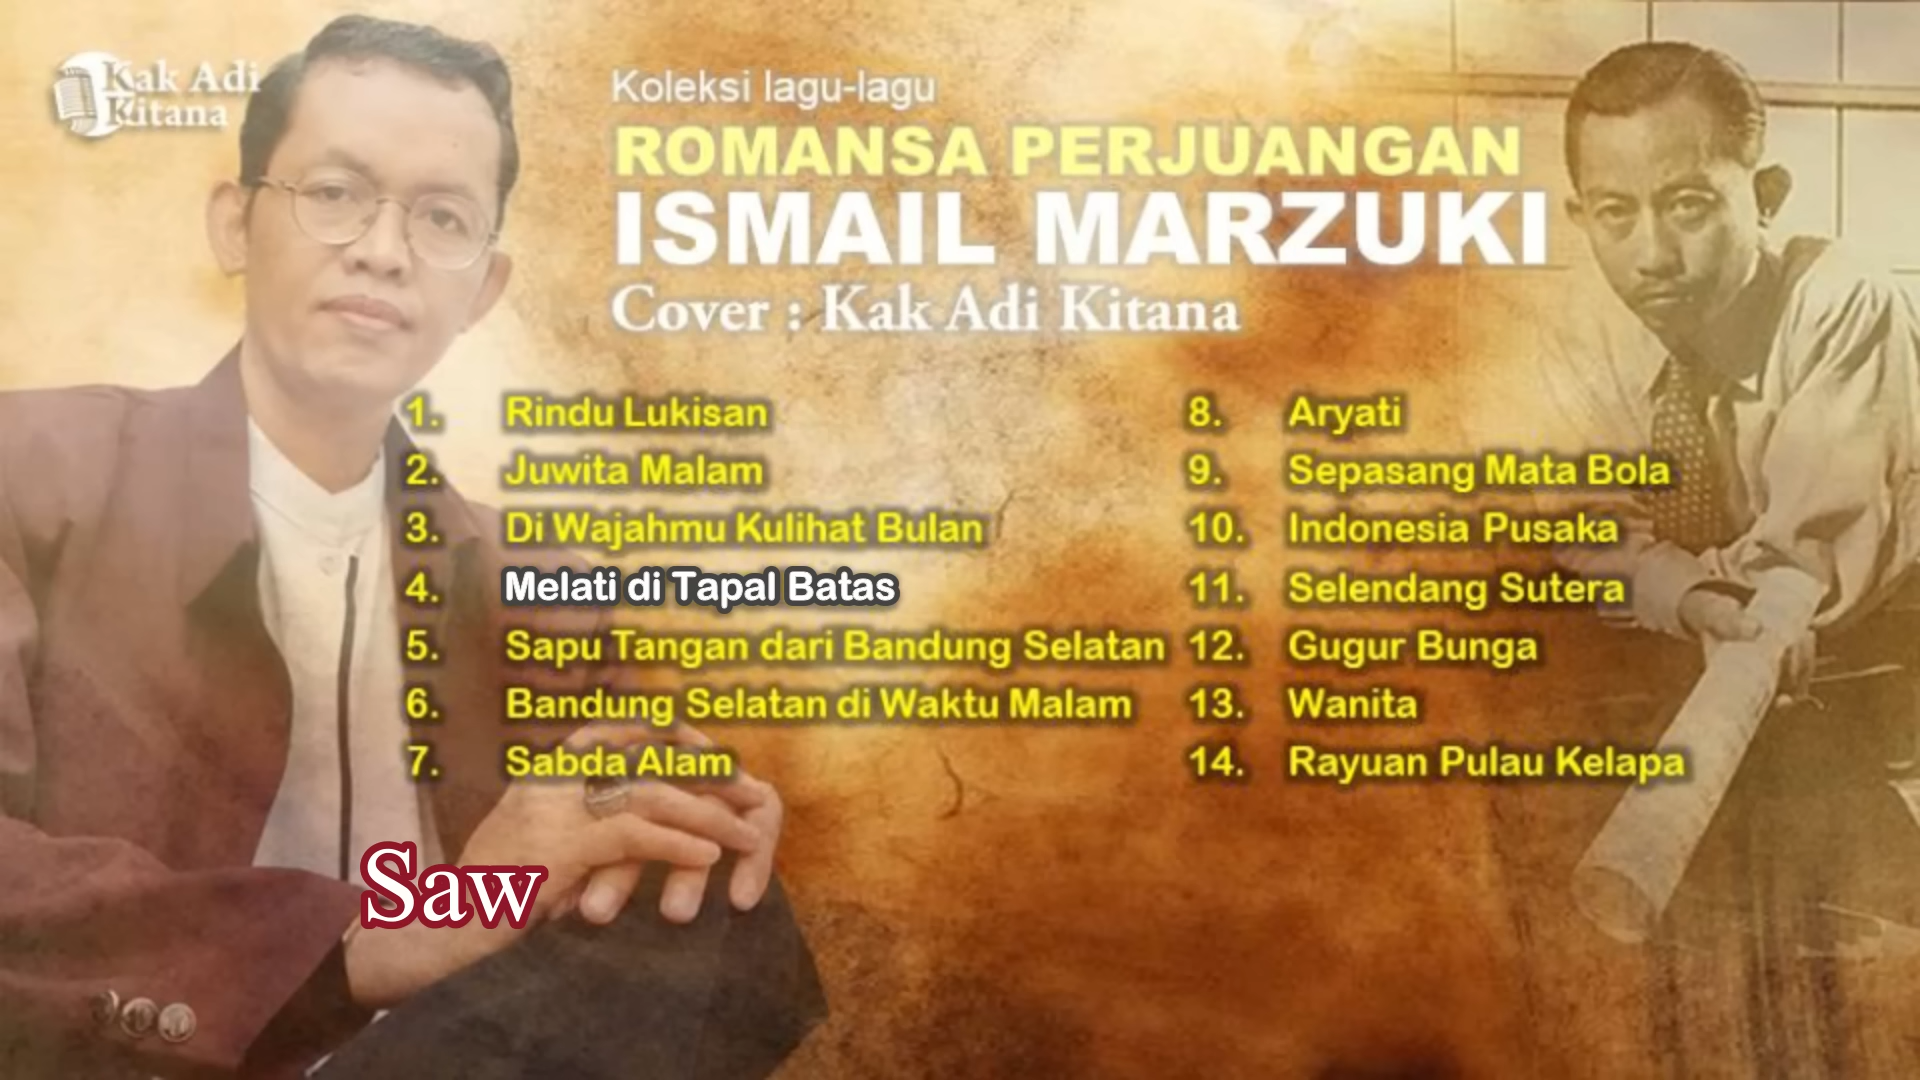 Kak Adi
Kitana
Koleksi lagu-lagu
ROMANSA PERJUANGAN
ISMAIL MARZUKI
Cover : Kak Adi Kitana
1. Rindu Lukisan
2. Juwita Malam
3. Di Wajahmu Kulihat Bulan
4. Melati di Tapal Batas
5. Sapu Tangan dari Bandung Selatan
6. Bandung Selatan di Waktu Malam
7. Sabda Alam
8. Aryati
9. Sepasang Mata Bola
10. Indonesia Pusaka
11. Selendang Sutera
12. Gugur Bunga
13. Wanita
14. Rayuan Pulau Kelapa
Saw